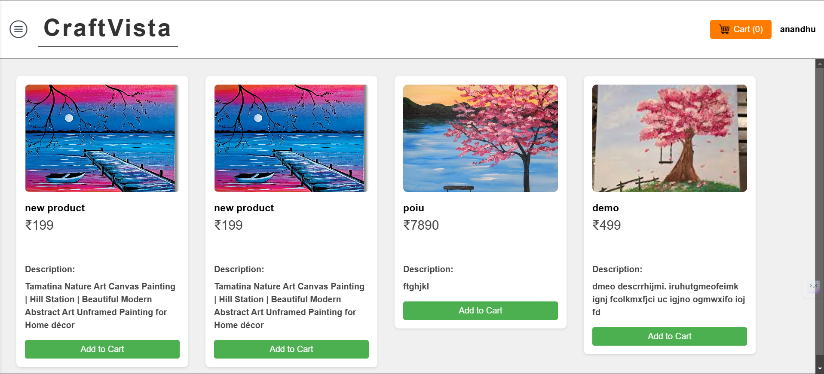 CraftVista
Cart (0)
anandhu
new product
₹199
Description:
Tamatina Nature Art Canvas Painting
| Hill Station | Beautiful Modern
Abstract Art Unframed Painting for
Home décor
Add to Cart
new product
₹199
Description:
Tamatina Nature Art Canvas Painting
| Hill Station | Beautiful Modern
Abstract Art Unframed Painting for
Home décor
Add to Cart
poiu
₹7890
Description:
ftghjkl
Add to Cart
demo
₹499
Description:
dmeo descrrhijmi. iruhutgmeofeimk
ignj fcolkmxfjci uc igjno ogmwxifo ioj
fd
Add to Cart